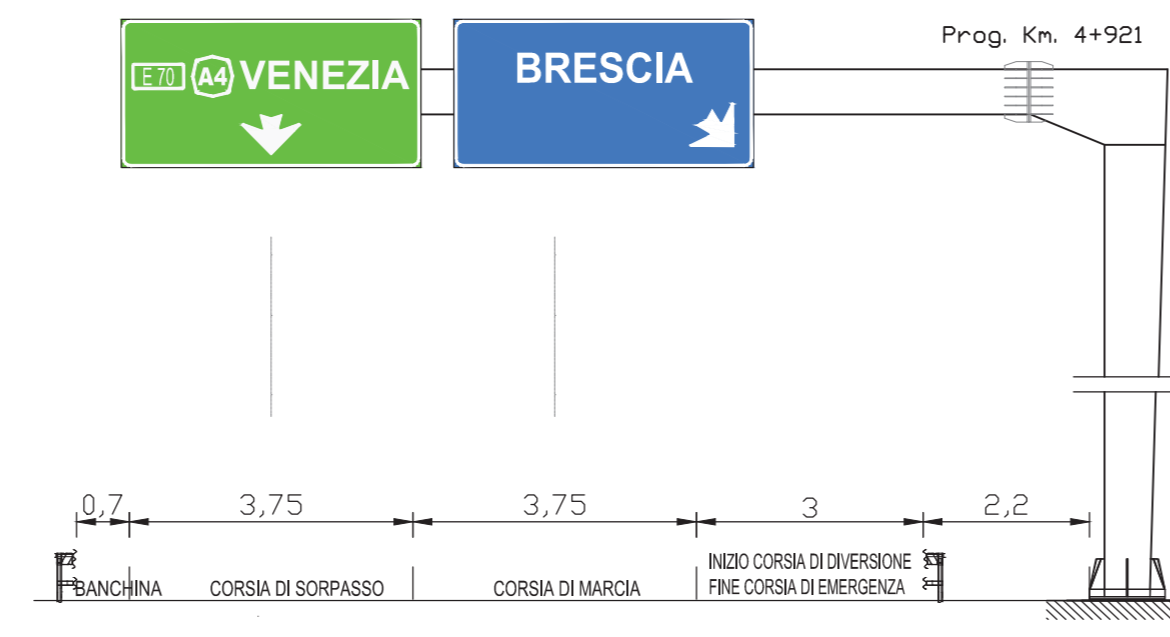 Prog. Km. 4+921
E 70 A4 VENEZIA
BRESCIA
0,7 3,75 3,75 3 2,2
BANCHINA
CORSIA DI SORPASSO
CORSIA DI MARCIA
INIZIO CORSIA DI DIVERSIONE
FINE CORSIA DI EMERGENZA